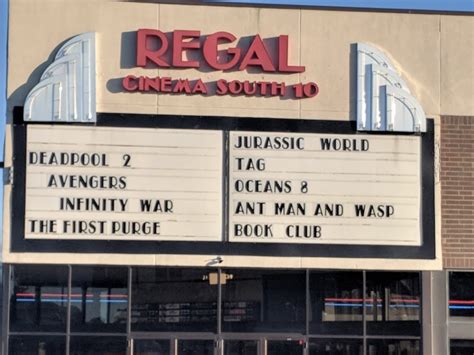 REGAL
CINEMA SOUTH 10
DEADPOOL 2
AVENGERS
INFINITY WAR
THE FIRST PURGE
JURASSIC WORLD
TAG
OCEANS 8
ANT MAN AND WASP
BOOK CLUB